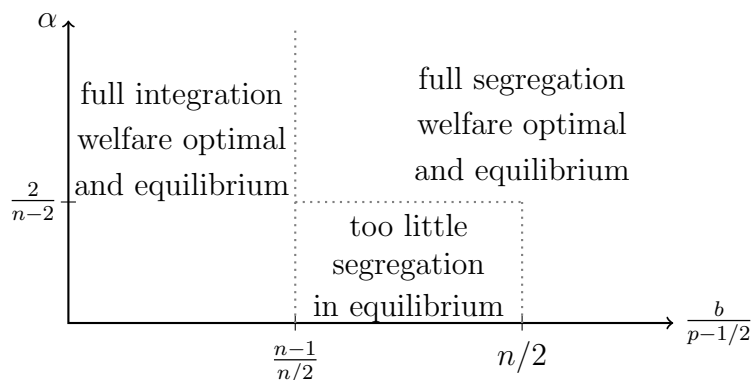 α
full integration
welfare optimal
and equilibrium
full segregation
welfare optimal
and equilibrium
2/(n−2)
too little
segregation
in equilibrium
b/(p−1/2)
(n−1)/(n/2)
n/2